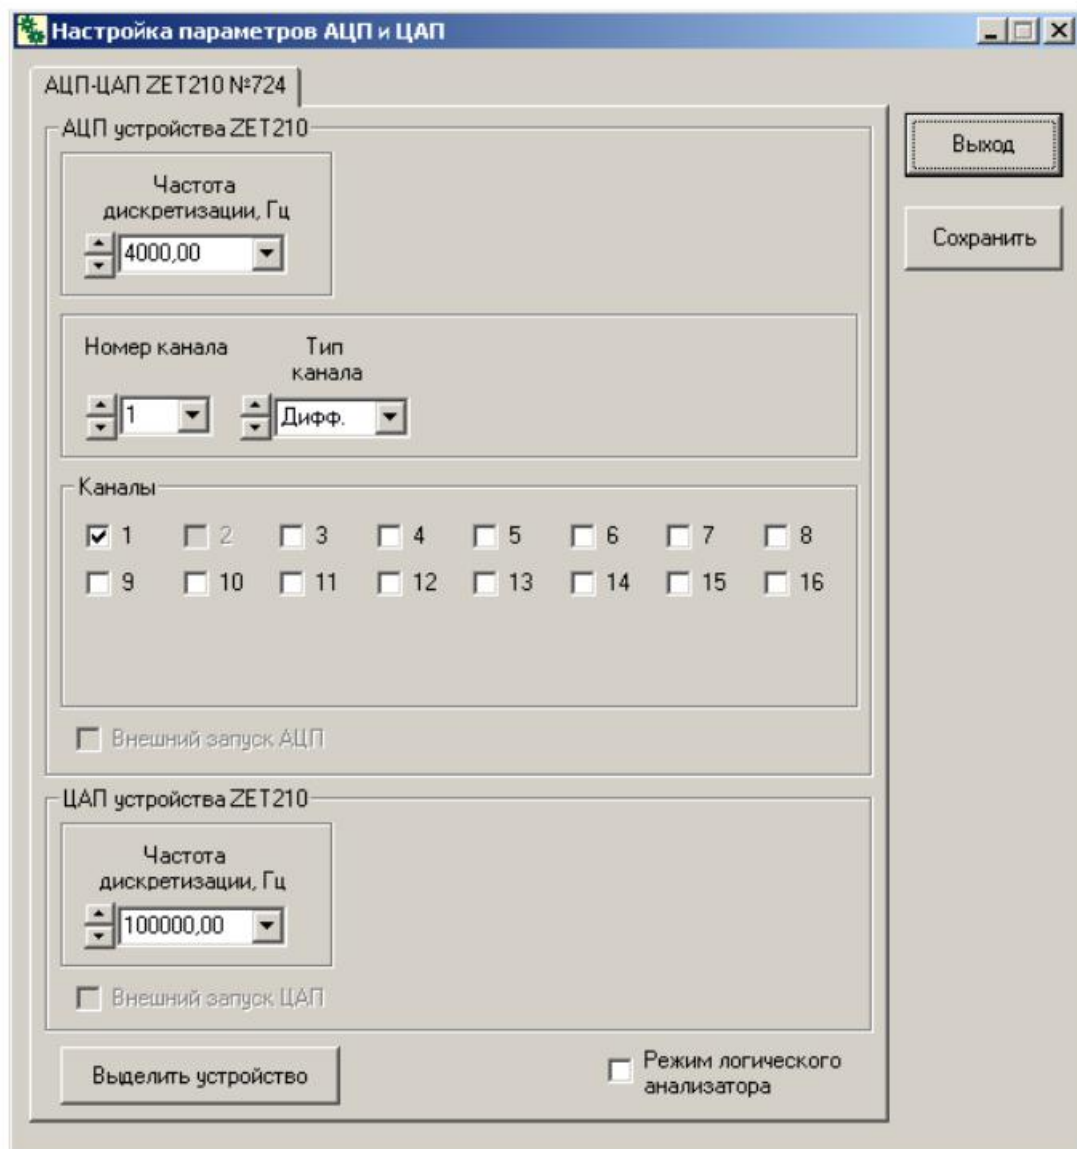 Настройка параметров АЦП и ЦАП
АЦП-ЦАП ZET210 №724
АЦП устройства ZET210
Частота
дискретизации, Гц
4000,00
Выход
Сохранить
Номер канала
Тип
канала
1
Дифф.
Каналы
1 2 3 4 5 6 7 8
9 10 11 12 13 14 15 16
Внешний запуск АЦП
ЦАП устройства ZET210
Частота
дискретизации, Гц
100000,00
Внешний запуск ЦАП
Выделить устройство
Режим логического
анализатора